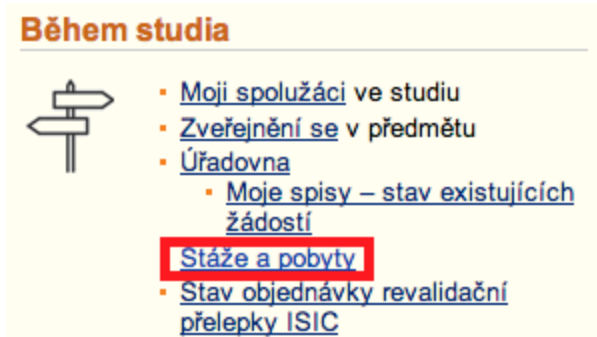 Během studia
Moji spolužáci ve studiu
Zveřejnění se v předmětu
Úřadovna
Moje spisy – stav existujících
žádostí
Stáže a pobyty
Stav objednávky revalidační
přelepky ISIC